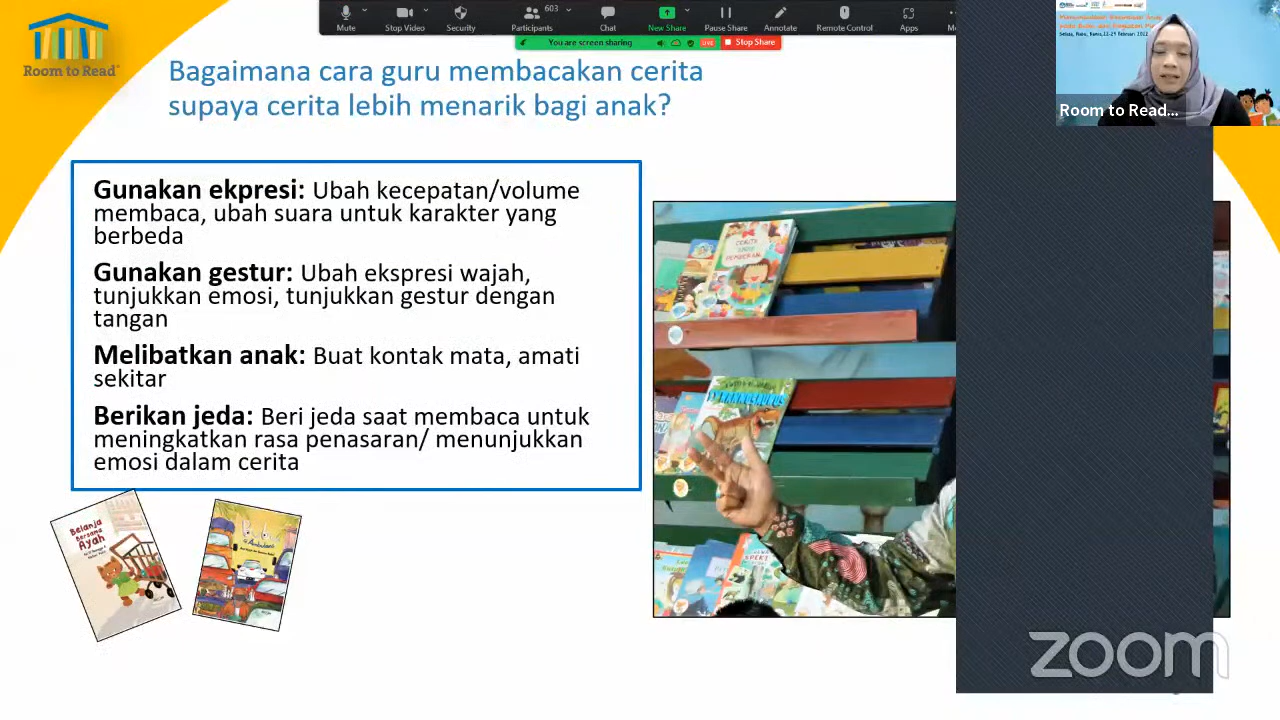 603
Mute
Stop Video
Security
Participants
Chat
New Share
Pause Share
Annotate
Remote Control
Apps
You are screen sharing
LIVE
Stop Share
Room to Read
Room to Read...
Bagaimana cara guru membacakan cerita
supaya cerita lebih menarik bagi anak?
Gunakan ekpresi: Ubah kecepatan/volume
membaca, ubah suara untuk karakter yang
berbeda
Gunakan gestur: Ubah ekspresi wajah,
tunjukkan emosi, tunjukkan gestur dengan
tangan
Melibatkan anak: Buat kontak mata, amati
sekitar
Berikan jeda: Beri jeda saat membaca untuk
meningkatkan rasa penasaran/ menunjukkan
emosi dalam cerita
Belanja
Bersama
Ayah
zoom